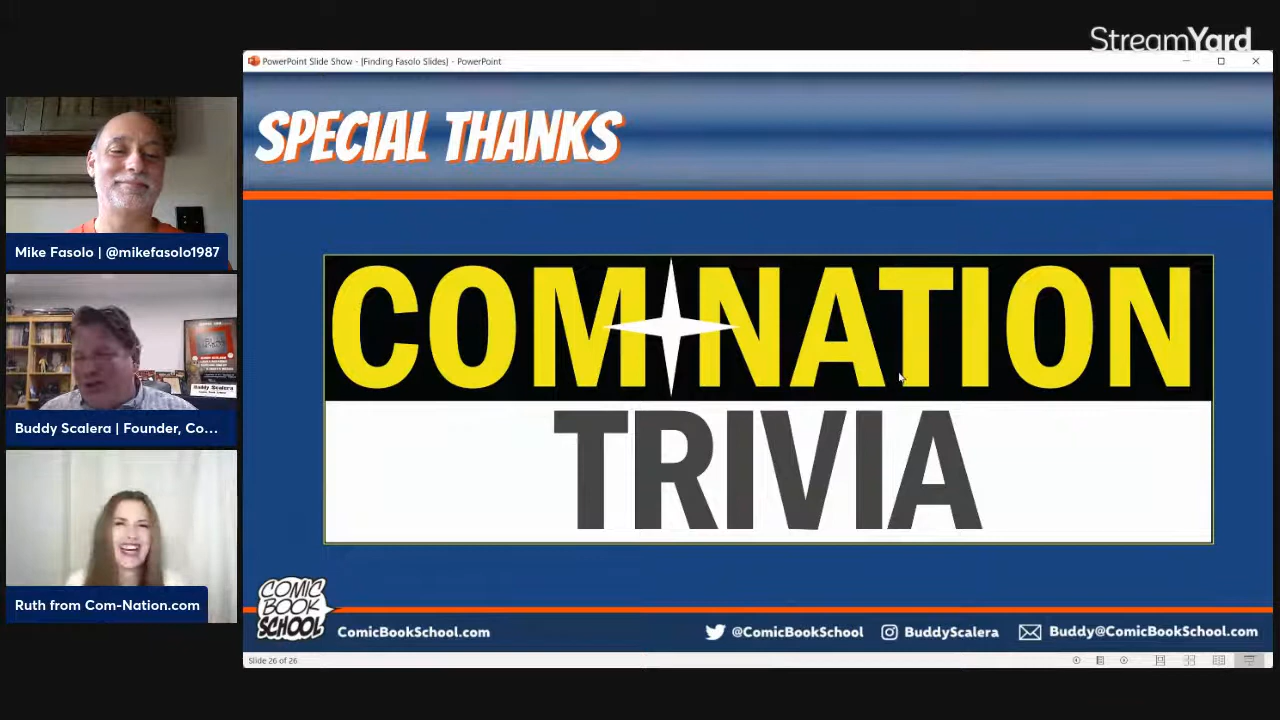 StreamYard
PowerPoint Slide Show - [Finding Fasolo Slides] - PowerPoint
SPECIAL THANKS
Mike Fasolo | @mikefasolo1987
COM NATION
TRIVIA
Buddy Scalera
Buddy Scalera | Founder, Co...
Ruth from Com-Nation.com
COMIC
BOOK
SCHOOL
ComicBookSchool.com
@ComicBookSchool
BuddyScalera
Buddy@ComicBookSchool.com
Slide 26 of 26